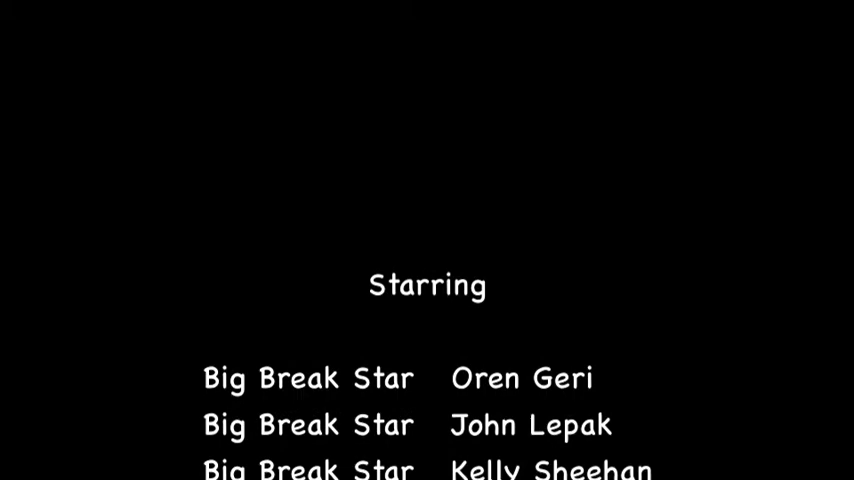 Starring
Big Break Star Oren Geri
Big Break Star John Lepak
Big Break Star Kelly Sheehan